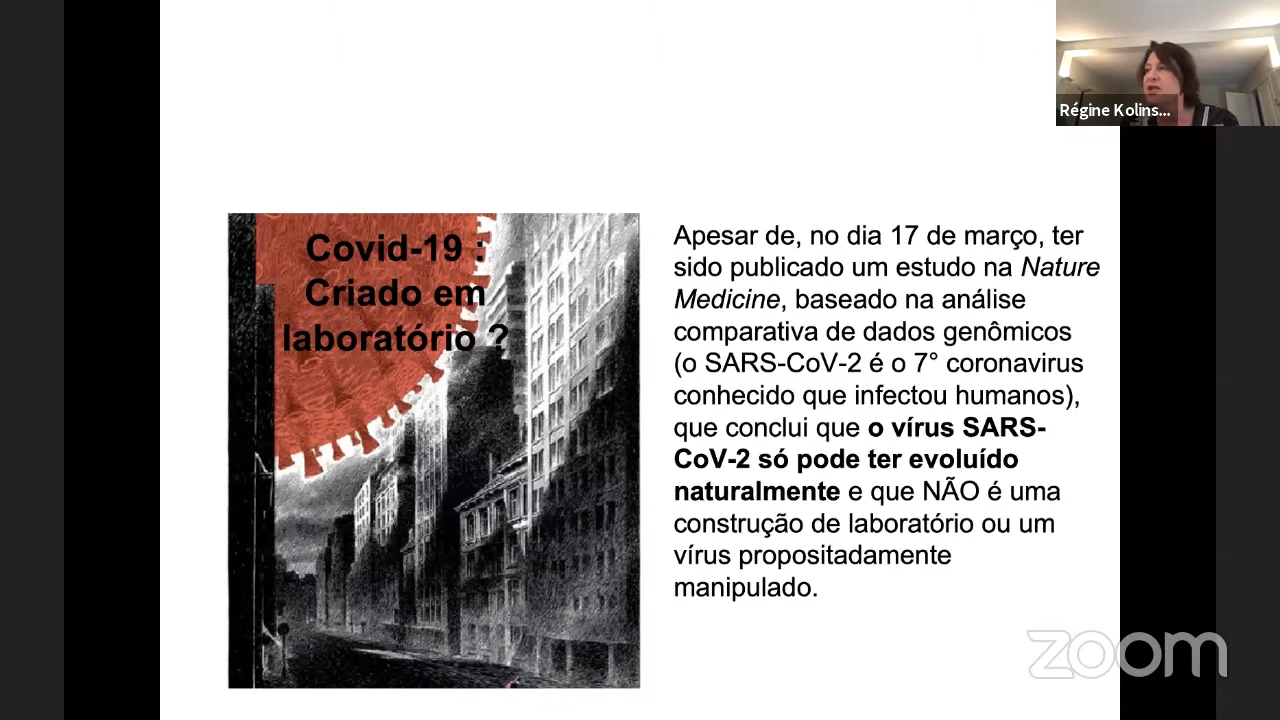 Régine Kolins...
Covid-19 :
Criado em
laboratório ?
Apesar de, no dia 17 de março, ter
sido publicado um estudo na Nature
Medicine, baseado na análise
comparativa de dados genômicos
(o SARS-CoV-2 é o 7° coronavirus
conhecido que infectou humanos),
que conclui que o vírus SARS-
CoV-2 só pode ter evoluído
naturalmente e que NÃO é uma
construção de laboratório ou um
vírus propositadamente
manipulado.
zoom